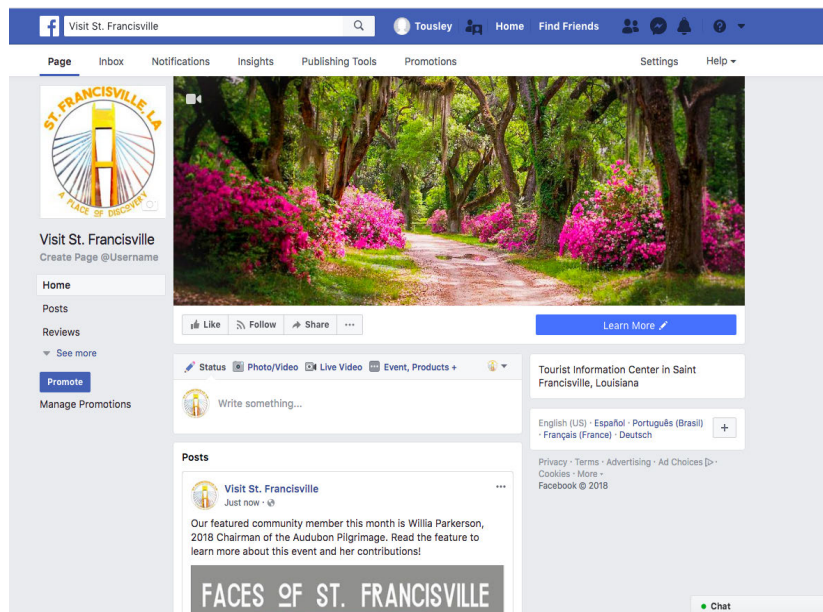 Visit St. Francisville
Tousley
Home
Find Friends
Page
Inbox
Notifications
Insights
Publishing Tools
Promotions
Settings
Help
ST. FRANCISVILLE, LA
A PLACE OF DISCOVERY
Visit St. Francisville
Create Page @Username
Home
Posts
Reviews
See more
Promote
Manage Promotions
Like
Follow
Share
Learn More
Status
Photo/Video
Live Video
Event, Products +
Write something...
Posts
Visit St. Francisville
Just now ·
Our featured community member this month is Willia Parkerson,
2018 Chairman of the Audubon Pilgrimage. Read the feature to
learn more about this event and her contributions!
FACES OF ST. FRANCISVILLE
Tourist Information Center in Saint
Francisville, Louisiana
English (US) · Español · Português (Brasil)
· Français (France) · Deutsch
Privacy · Terms · Advertising · Ad Choices ·
Cookies · More
Facebook © 2018
Chat